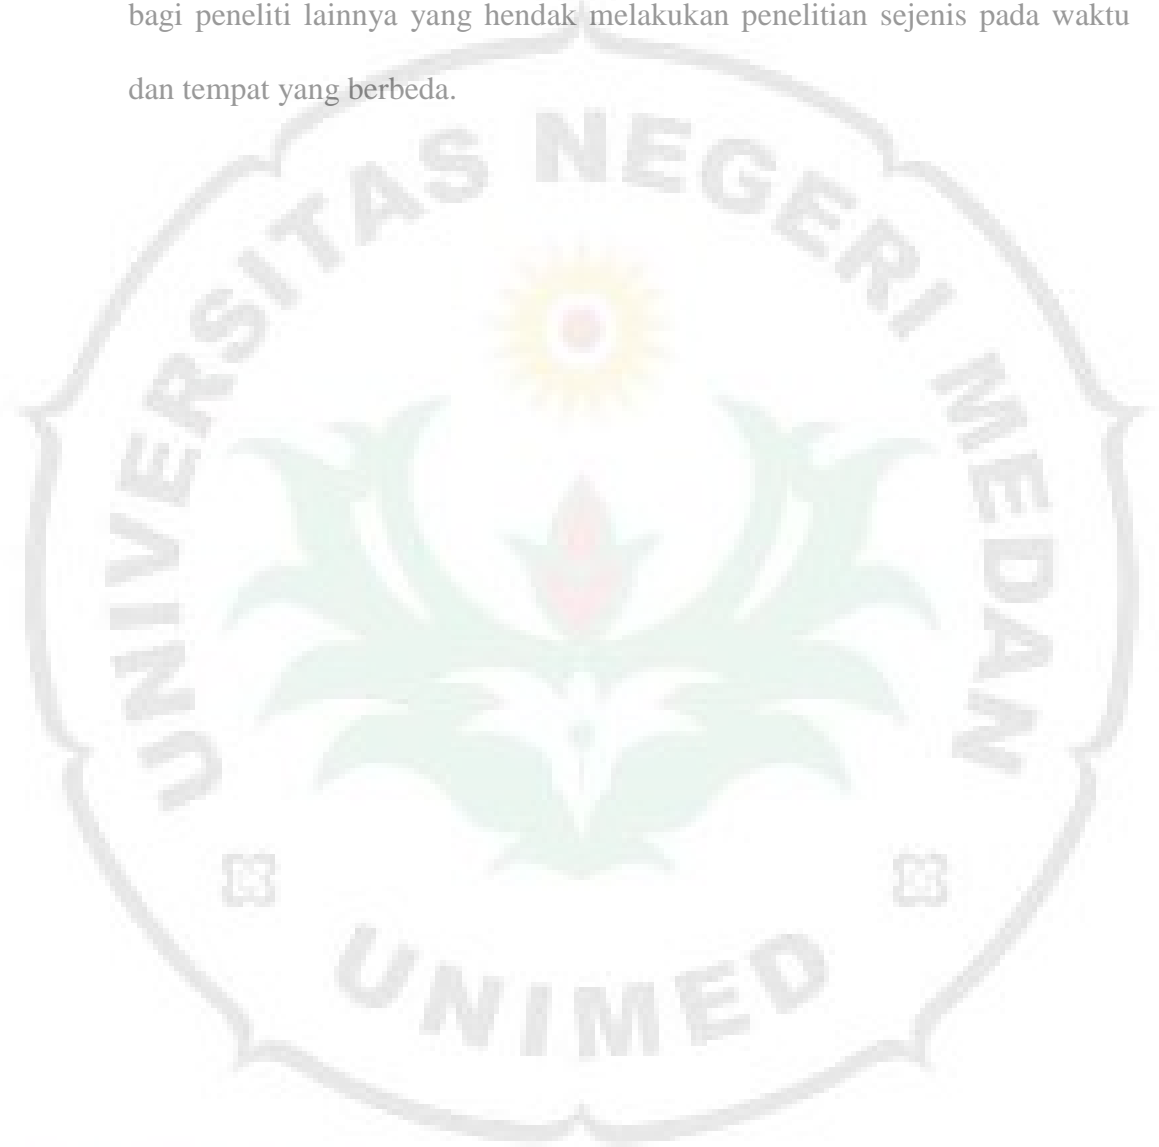 bagi peneliti lainnya yang hendak melakukan penelitian sejenis pada waktu
dan tempat yang berbeda.
UNIVERSITAS NEGERI MEDAN
UNIMED